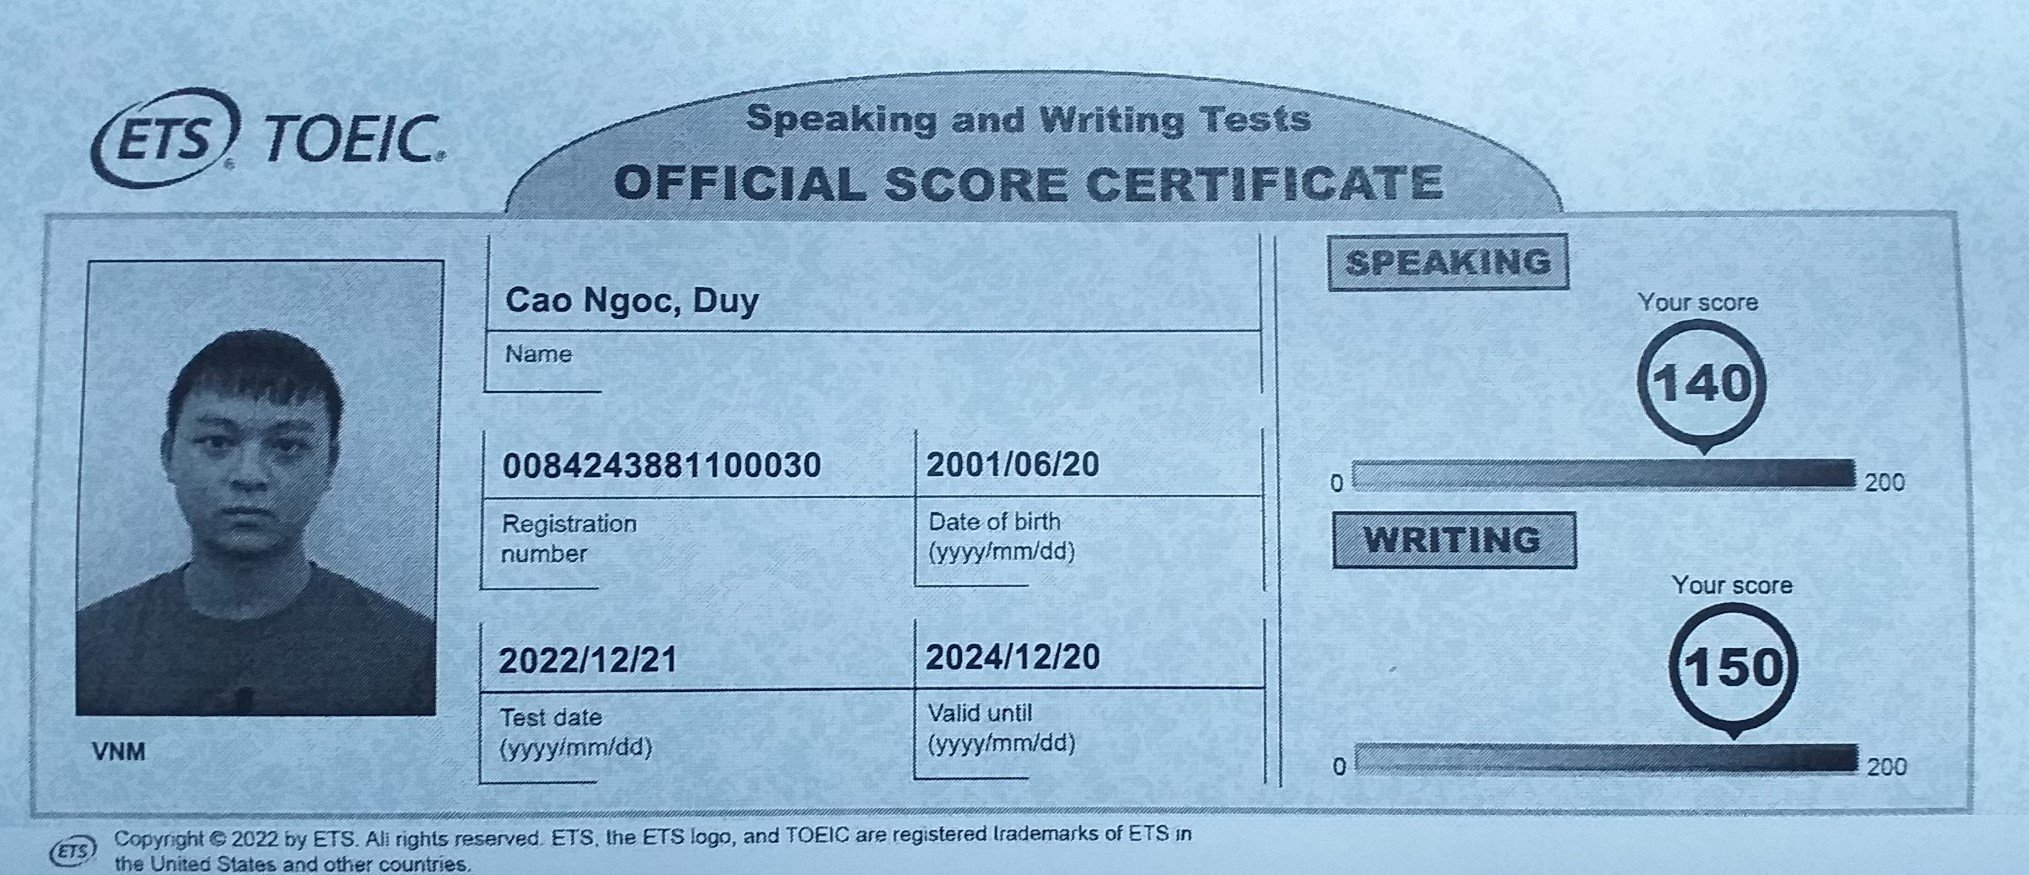 ETS® TOEIC®
Speaking and Writing Tests
OFFICIAL SCORE CERTIFICATE
Cao Ngoc, Duy
Name
0084243881100030
Registration
number
2001/06/20
Date of birth
(yyyy/mm/dd)
2022/12/21
Test date
(yyyy/mm/dd)
2024/12/20
Valid until
(yyyy/mm/dd)
VNM
SPEAKING
Your score
140
0 200
WRITING
Your score
150
0 200
ETS Copyright © 2022 by ETS. All rights reserved. ETS, the ETS logo, and TOEIC are registered trademarks of ETS in
the United States and other countries.